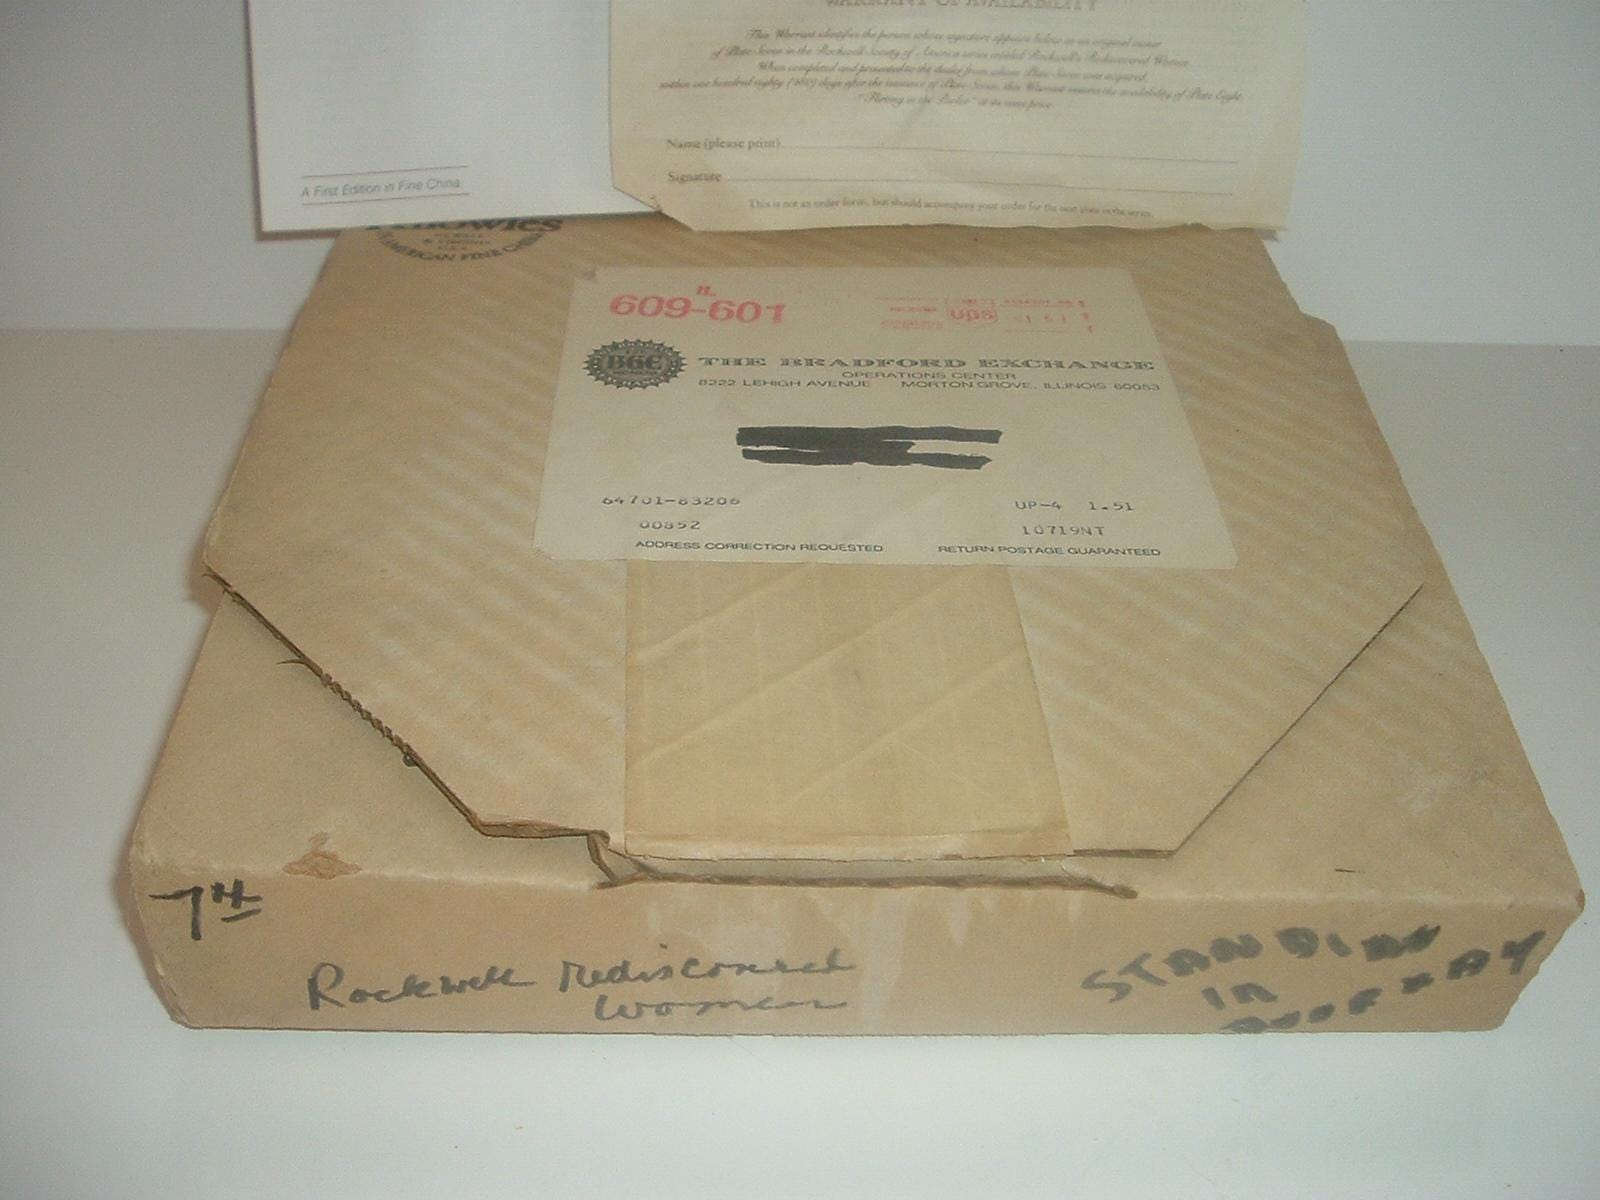 WARRANT OF AVAILABILITY
This Warrant identifies the person whose signature appears below as an original owner
of Plate Seven in the Rockwell Society of America series entitled Rockwell's Rediscovered Women.
When completed and presented to the dealer from whom Plate Seven was acquired
within one hundred eighty (180) days after the issuance of Plate Seven, this Warrant ensures the availability of Plate Eight,
"Flirting in the Parlor" at its issue price.
Name (please print)
Signature
This is not an order form, but should accompany your order for the next plate in the series.
A First Edition in Fine China
Knowles
AMERICAN FINE CHINA
609-601
ups
B&E
THE BRADFORD EXCHANGE
OPERATIONS CENTER
8222 LEHIGH AVENUE MORTON GROVE, ILLINOIS 60053
64701-83206 UP-4 1.51
00852 10719NT
ADDRESS CORRECTION REQUESTED RETURN POSTAGE GUARANTEED
7TH
Rockwell rediscovered
women
STANDING
IN
DOORWAY